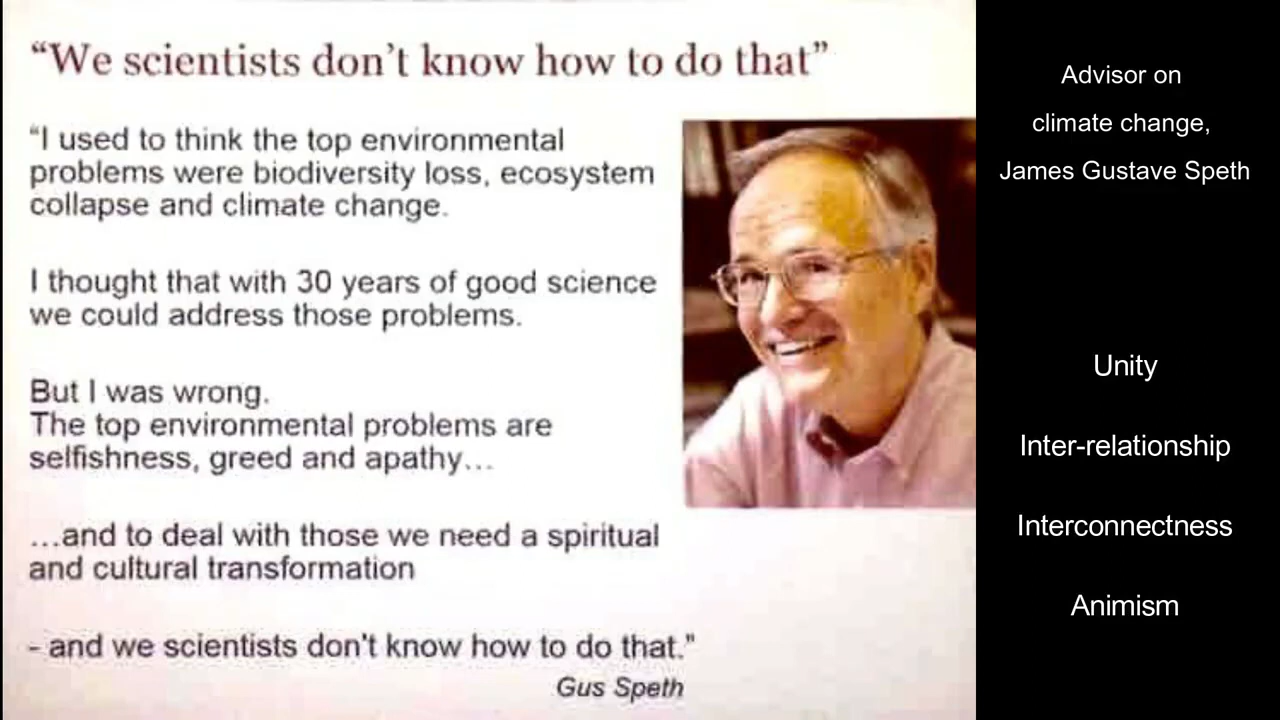 “We scientists don’t know how to do that”
“I used to think the top environmental
problems were biodiversity loss, ecosystem
collapse and climate change.
I thought that with 30 years of good science
we could address those problems.
But I was wrong.
The top environmental problems are
selfishness, greed and apathy…
…and to deal with those we need a spiritual
and cultural transformation
- and we scientists don't know how to do that.”
Gus Speth
Advisor on
climate change,
James Gustave Speth
Unity
Inter-relationship
Interconnectness
Animism